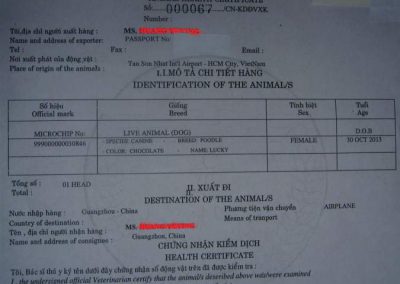 HEALTH CERTIFICATE
Số: 000067 /CN-KDĐVXK.
Number :
Tôi,địa chỉ người xuất hàng : MS.
Name and address of exporter: PASSPORT No:
Tel : Fax : Email :
Nơi xuất phát của động vật :
Place of origin of the animals : Tan Son Nhat Int'l Airport - HCM City, VietNam
I.MÔ TẢ CHI TIẾT HÀNG
IDENTIFICATION OF THE ANIMAL/S
Số hiệu Giống Tính biệt Tuổi
Official mark Breed Sex Age
MICROCHIP No: LIVE ANIMAL (DOG) D.O.B
999000000030846 - SPECIE: CANINE - BREED: POODLE FEMALE 30 OCT 2013
- COLOR: CHOCOLATE - NAME: LUCKY
Tổng số : 01 HEAD
Total :
II. XUẤT ĐI
DESTINATION OF THE ANIMAL/S
Nước nhập hàng : Guangzhou - China Phương tiện vận chuyển AIRPLANE
Country of destination : Means of tranport
Tên , địa chỉ người nhận hàng : MS.
Name and address of consignee : Guangzhou, China
CHỨNG NHẬN KIỂM DỊCH
HEALTH CERTIFICATE
Tôi, Bác sĩ thú y ký tên dưới đây chứng nhận số động vật trên đã được kiểm tra :
I, the undersigned official Veterinarian certify that the animal/s described above was/were examined